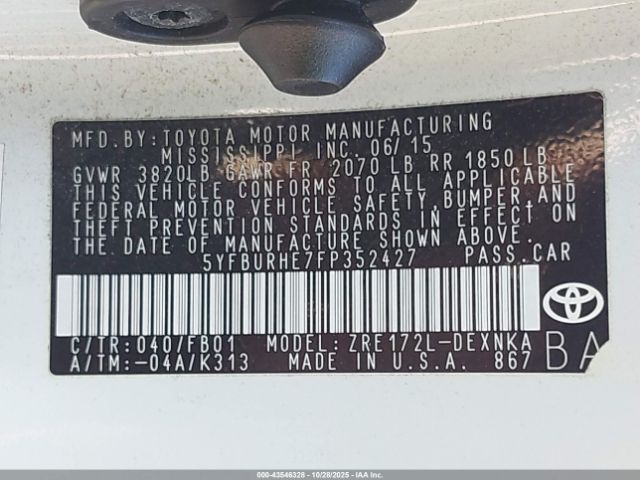 MFD. BY: TOYOTA MOTOR MANUFACTURING
MISSISSIPPI, INC. 06/15
GVWR 3820LB GAWR FR 2070 LB RR 1850 LB
THIS VEHICLE CONFORMS TO ALL APPLICABLE
FEDERAL MOTOR VEHICLE SAFETY, BUMPER, AND
THEFT PREVENTION STANDARDS IN EFFECT ON
THE DATE OF MANUFACTURE SHOWN ABOVE.
5YFBURHE7FP352427 PASS. CAR
C/TR: 040/FB01 MODEL: ZRE172L-DEXNKA
A/TM: -04A/K313 MADE IN U.S.A. 867
BA
000-43546328 | 10/28/2025 | IAAI.COM